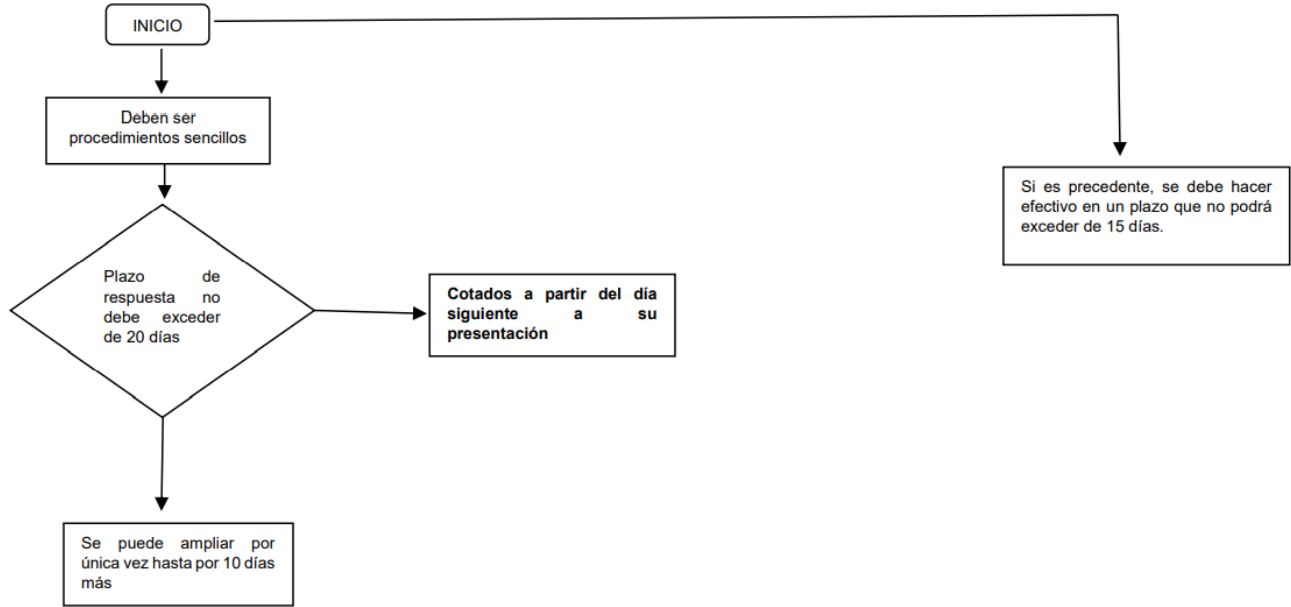 INICIO
Deben ser
procedimientos sencillos
Si es precedente, se debe hacer
efectivo en un plazo que no podrá
exceder de 15 días.
Plazo de
respuesta no
debe exceder
de 20 días
Cotados a partir del día
siguiente a su
presentación
Se puede ampliar por
única vez hasta por 10 días
más